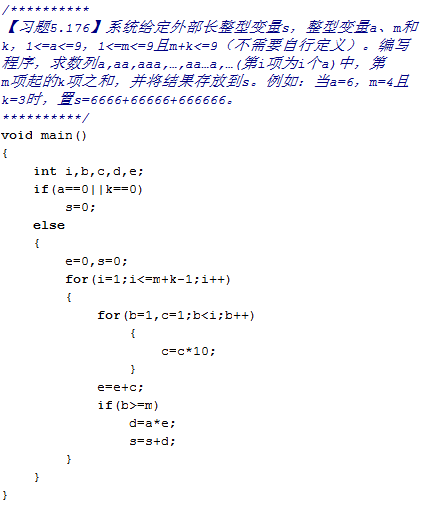 /**********
【习题5.176】系统给定外部长整型变量s，整型变量a、m和
k，1<=a<=9，1<=m<=9且m+k<=9（不需要自行定义）。编写
程序，求数列a,aa,aaa,…,aa…a,…(第i项为i个a)中，第
m项起的k项之和，并将结果存放到s。例如：当a=6，m=4且
k=3时，置s=6666+66666+666666。
**********/
void main()
{
    int i,b,c,d,e;
    if(a==0||k==0)
        s=0;
    else
    {
        e=0,s=0;
        for(i=1;i<=m+k-1;i++)
        {
            for(b=1,c=1;b<i;b++)
                {
                    c=c*10;
                }
            e=e+c;
            if(b>=m)
                d=a*e;
                s=s+d;
        }
    }
}